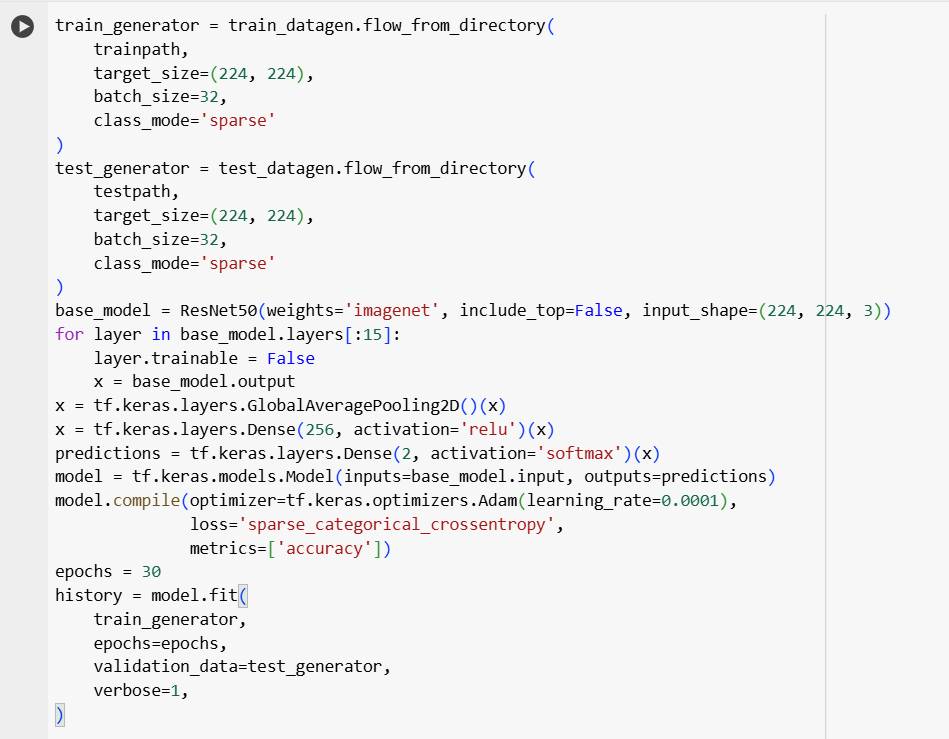 train_generator = train_datagen.flow_from_directory(
    trainpath,
    target_size=(224, 224),
    batch_size=32,
    class_mode='sparse'
)
test_generator = test_datagen.flow_from_directory(
    testpath,
    target_size=(224, 224),
    batch_size=32,
    class_mode='sparse'
)
base_model = ResNet50(weights='imagenet', include_top=False, input_shape=(224, 224, 3))
for layer in base_model.layers[:15]:
    layer.trainable = False
    x = base_model.output
x = tf.keras.layers.GlobalAveragePooling2D()(x)
x = tf.keras.layers.Dense(256, activation='relu')(x)
predictions = tf.keras.layers.Dense(2, activation='softmax')(x)
model = tf.keras.models.Model(inputs=base_model.input, outputs=predictions)
model.compile(optimizer=tf.keras.optimizers.Adam(learning_rate=0.0001),
              loss='sparse_categorical_crossentropy',
              metrics=['accuracy'])
epochs = 30
history = model.fit(
    train_generator,
    epochs=epochs,
    validation_data=test_generator,
    verbose=1,
)